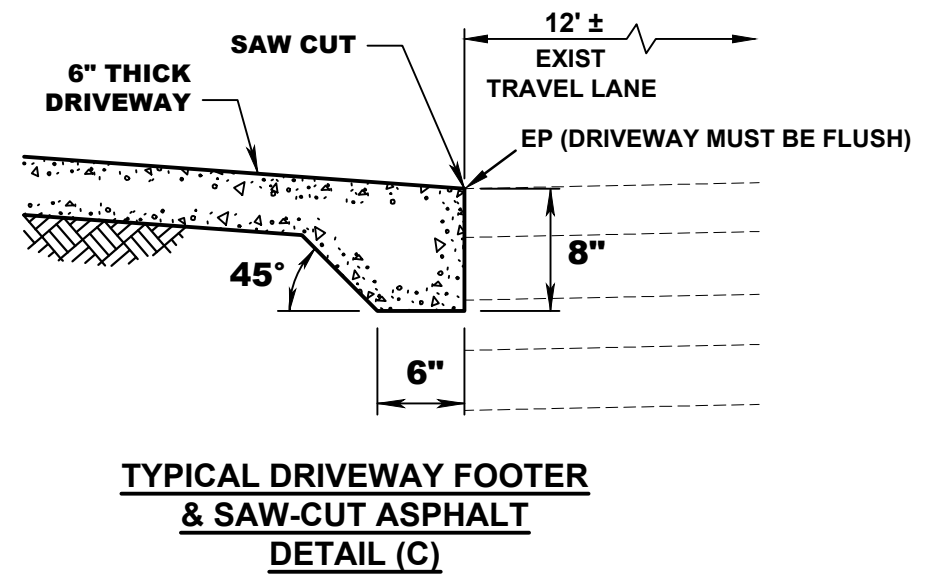 12' ±
SAW CUT
EXIST
TRAVEL LANE
6" THICK
DRIVEWAY
EP (DRIVEWAY MUST BE FLUSH)
8"
45°
6"
TYPICAL DRIVEWAY FOOTER
& SAW-CUT ASPHALT
DETAIL (C)